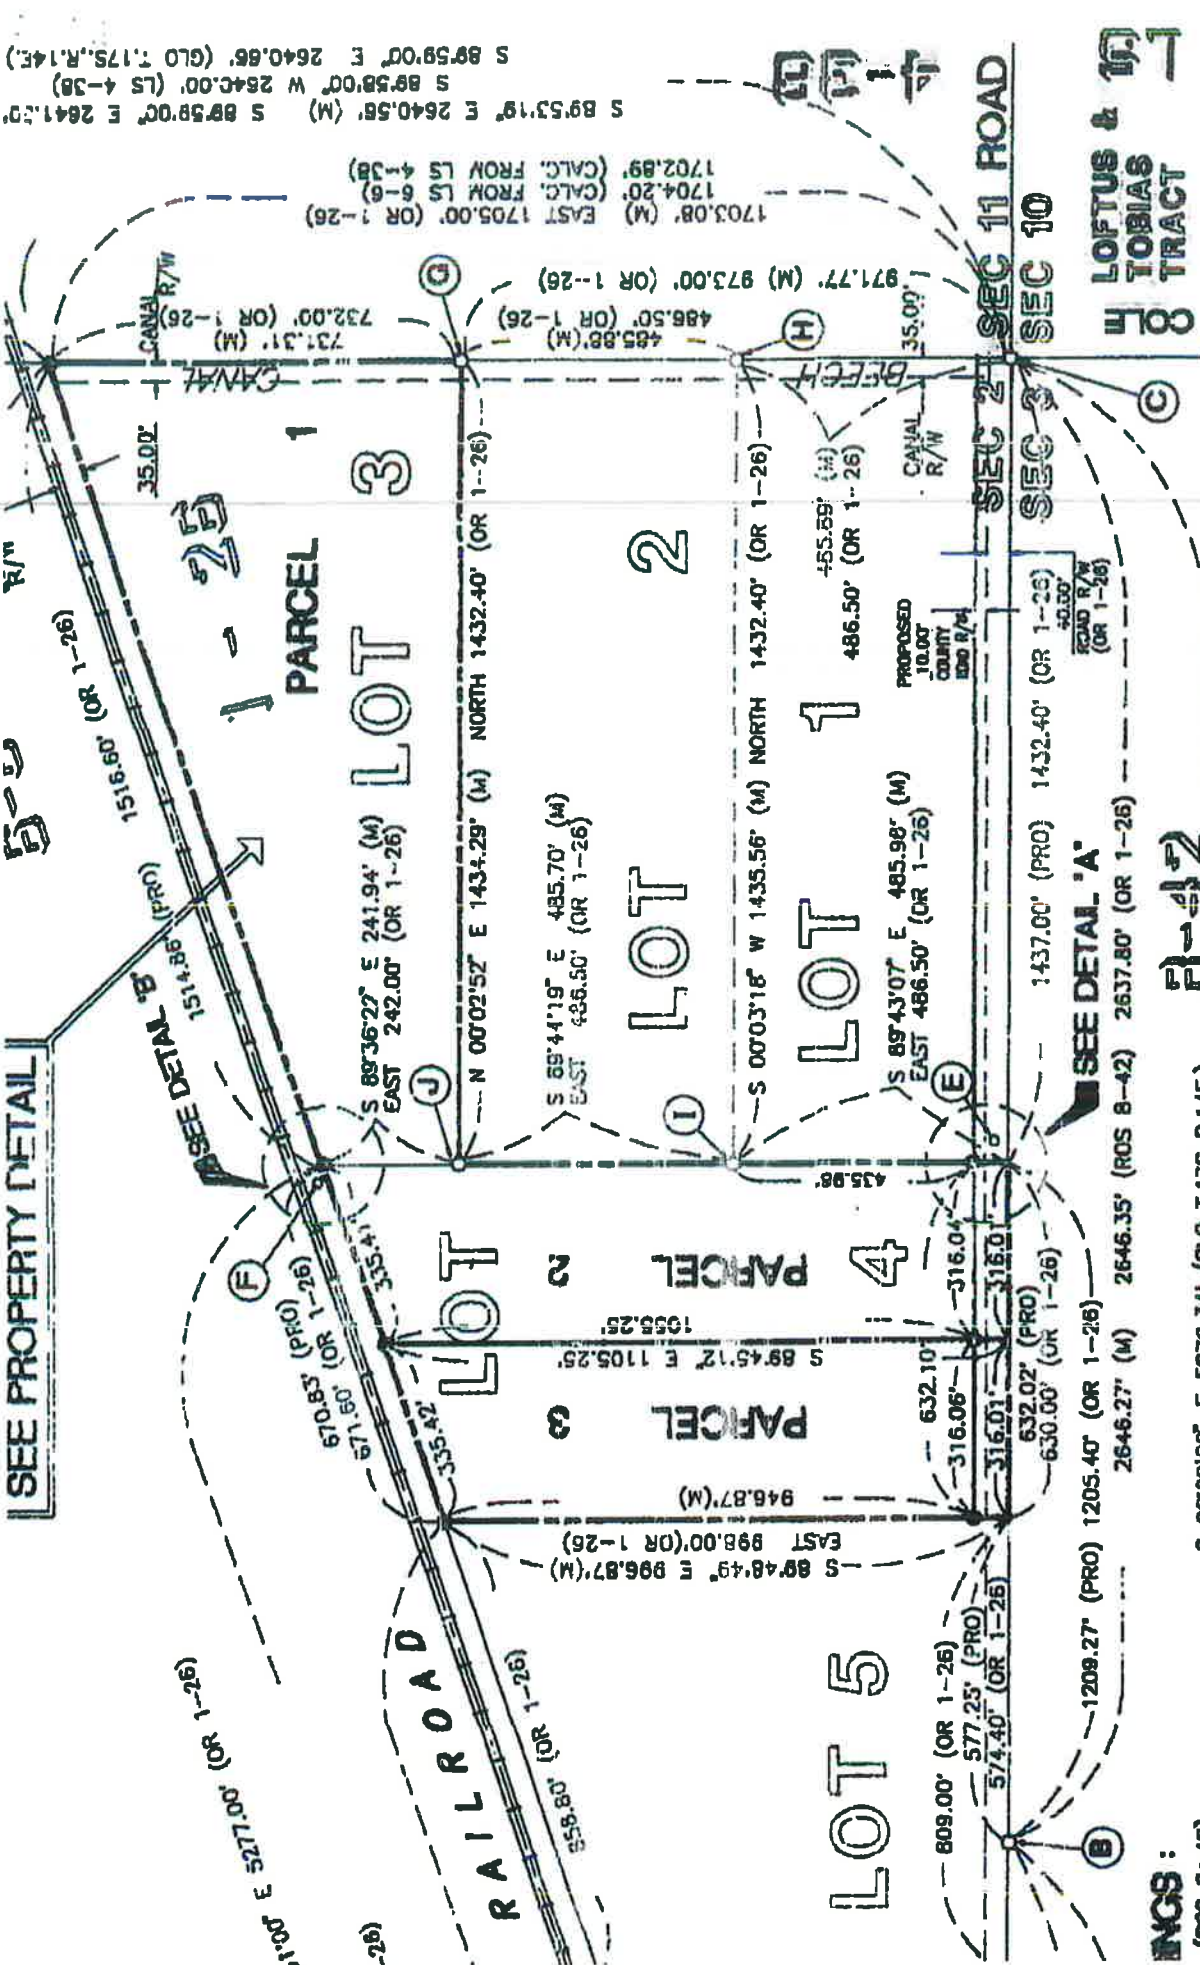 S 89°59'00" E 2640.66' (GLO T.17S.,R.14E.)
S 89°58'00" W 2640.00' (LS 4-38)
S 89°53'19" E 2640.56' (M) S 89°59'00" E
1702.89' (CALC. FROM LS 4-38)
1704.20' (CALC. FROM LS 6-6)
1703.08' (M) EAST 1705.00' (OR 1-26)
971.77' (M) 973.00' (OR 1-26)
732.00' (OR 1-26)
731.31' (M)
486.50' (OR 1-26)
485.88' (M)
CANAL
R/W
35.00'
CANAL
BEECH
35.00'
CANAL
R/W
G
H
C
SEC 11 ROAD
SEC 10
SEC 2
SEC 3
LOFTUS &
TOBIAS
TRACT
COLE
R/W
1516.60' (OR 1-26)
1514.86' (PRO)
1-23
PARCEL 1
LOT 3
LOT 2
LOT 1
N 00°02'52" E 1434.29' (M) NORTH 1432.40' (OR 1-26)
S 00°03'18" W 1435.56' (M) NORTH 1432.40' (OR 1-26)
(M)
486.50' (OR 1-26)
PROPOSED
10.00'
COUNTY
ROAD R/W
40.00'
ROAD R/W
(OR 1-26)
1437.00' (PRO) 1432.40' (OR 1-26)
S 89°36'27" E 241.94' (M)
EAST 242.00' (OR 1-26)
S 89°44'19" E 485.70' (M)
EAST 486.50' (OR 1-26)
S 89°43'07" E 485.98' (M)
EAST 486.50' (OR 1-26)
SEE PROPERTY DETAIL
SEE DETAIL 'B'
SEE DETAIL 'A'
J
I
E
F
435.98'
LOT 4
PARCEL 2
PARCEL 3
335.41'
335.42'
1055.25'
S 89°45'12" E 1105.25'
946.87' (M)
EAST 998.00' (OR 1-26)
S 89°48'49" E 996.87' (M)
670.83' (PRO)
671.60' (OR 1-26)
632.10'
316.04'
316.06'
316.01'
316.01'
632.02' (PRO)
630.00' (OR 1-26)
1209.27' (PRO) 1205.40' (OR 1-26)
2646.27' (M) 2646.35' (ROS 8-42) 2637.80' (OR 1-26)
LOT 5
809.00' (OR 1-26)
577.25' (PRO)
574.40' (OR 1-26)
B
RAILROAD
858.80' (OR 1-26)
E 5277.00' (OR 1-26)
INGS: